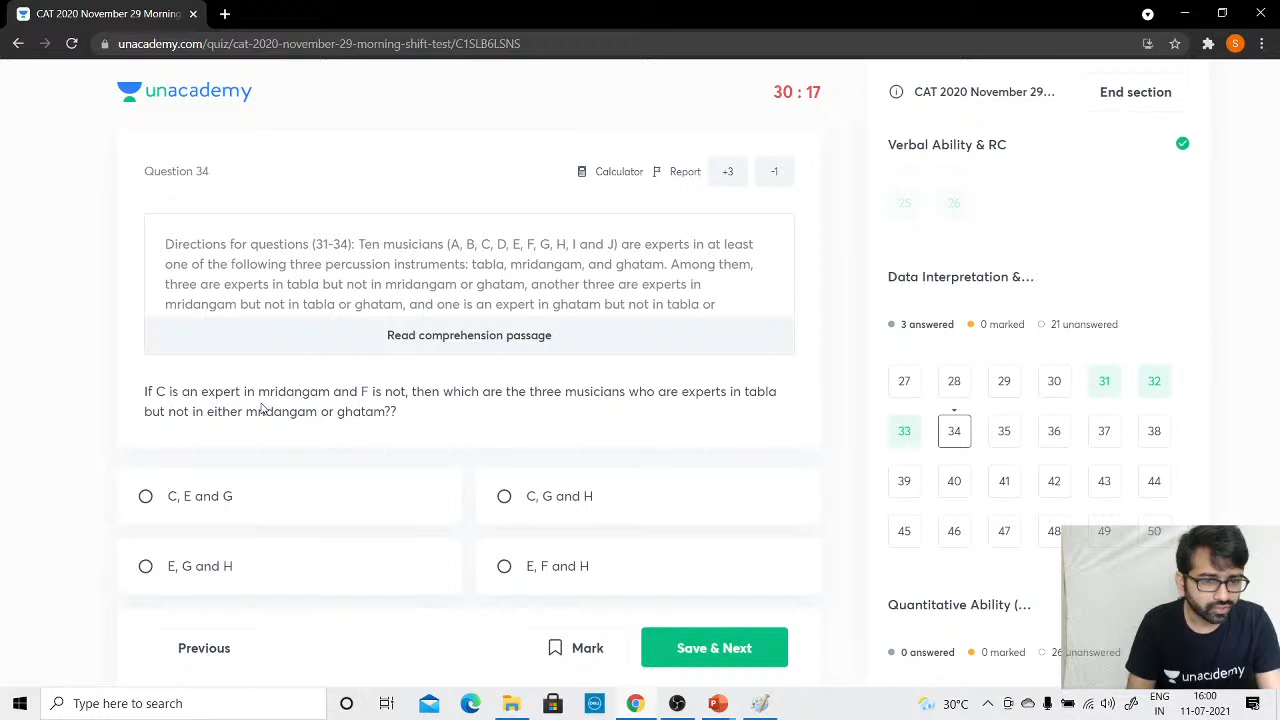 CAT 2020 November 29 Morning
unacademy.com/quiz/cat-2020-november-29-morning-shift-test/C1SLB6LSNS
S
unacademy
30 : 17
CAT 2020 November 29...
End section
Verbal Ability & RC
Question 34
Calculator
Report
+3
-1
25 26
Directions for questions (31-34): Ten musicians (A, B, C, D, E, F, G, H, I and J) are experts in at least
one of the following three percussion instruments: tabla, mridangam, and ghatam. Among them,
three are experts in tabla but not in mridangam or ghatam, another three are experts in
mridangam but not in tabla or ghatam, and one is an expert in ghatam but not in tabla or
Read comprehension passage
Data Interpretation &...
3 answered 0 marked 21 unanswered
If C is an expert in mridangam and F is not, then which are the three musicians who are experts in tabla
but not in either mridangam or ghatam??
27 28 29 30 31 32
33 34 35 36 37 38
39 40 41 42 43 44
45 46 47 48 49 50
C, E and G
C, G and H
E, G and H
E, F and H
Quantitative Ability (...
0 answered 0 marked 26 unanswered
Previous
Mark
Save & Next
unacademy
Type here to search
DELL
30°C
ENG
IN
16:00
11-07-2021